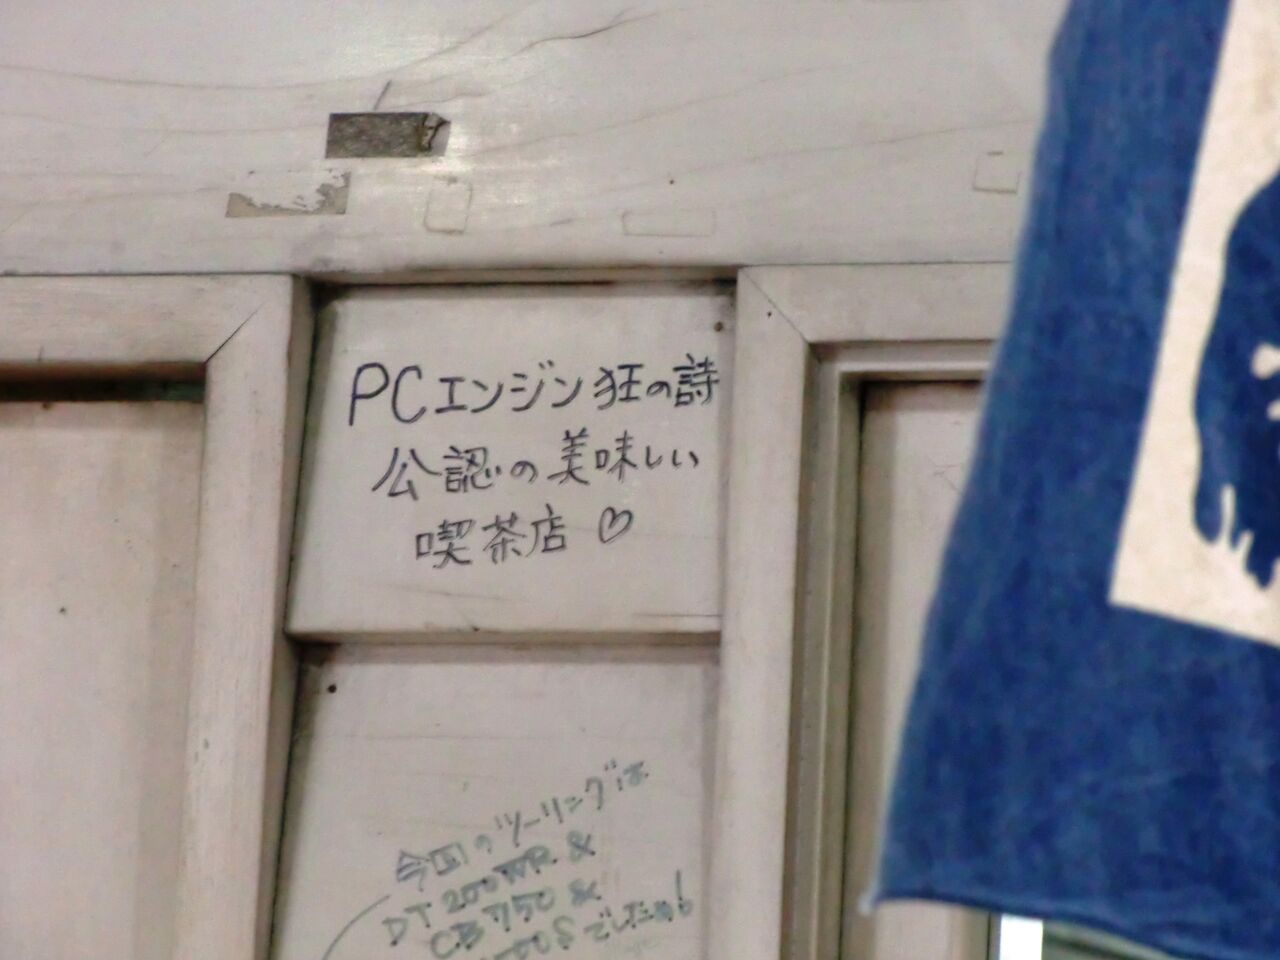 PCエンジン狂の詩
公認の美味しい
喫茶店♡
今回のツーリングは
DT200WR &
CB750 &
でしたの!